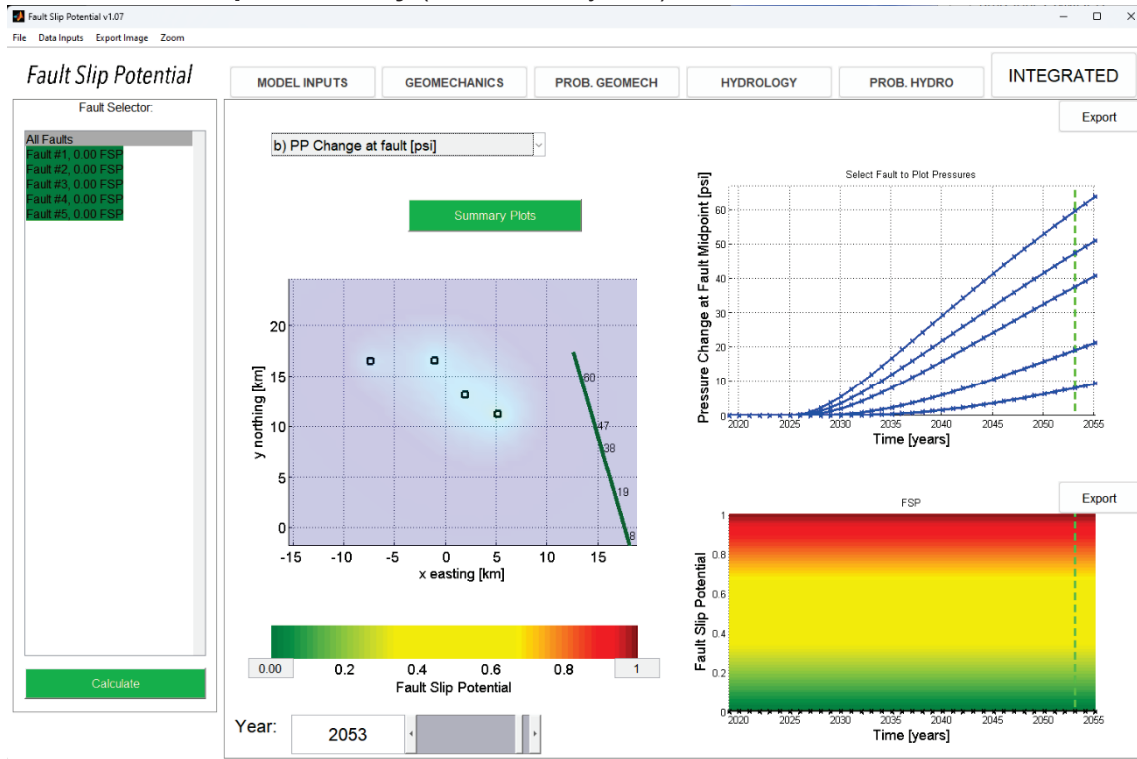 Fault Slip Potential v1.07
File Data Inputs Export Image Zoom
Fault Slip Potential
MODEL INPUTS GEOMECHANICS PROB. GEOMECH HYDROLOGY PROB. HYDRO INTEGRATED
Fault Selector:
All Faults
Fault #1, 0.00 FSP
Fault #2, 0.00 FSP
Fault #3, 0.00 FSP
Fault #4, 0.00 FSP
Fault #5, 0.00 FSP
Calculate
Export
b) PP Change at fault [psi]
Summary Plots
y northing [km]
20
15
10
5
0
60
47
38
19
8
-15 -10 -5 0 5 10 15
x easting [km]
0.00 0.2 0.4 0.6 0.8 1
Fault Slip Potential
Year: 2053
Select Fault to Plot Pressures
Pressure Change at Fault Midpoint [psi]
60
50
40
30
20
10
0
2020 2025 2030 2035 2040 2045 2050 2055
Time [years]
Export
FSP
Fault Slip Potential
1
0.8
0.6
0.4
0.2
0
2020 2025 2030 2035 2040 2045 2050 2055
Time [years]